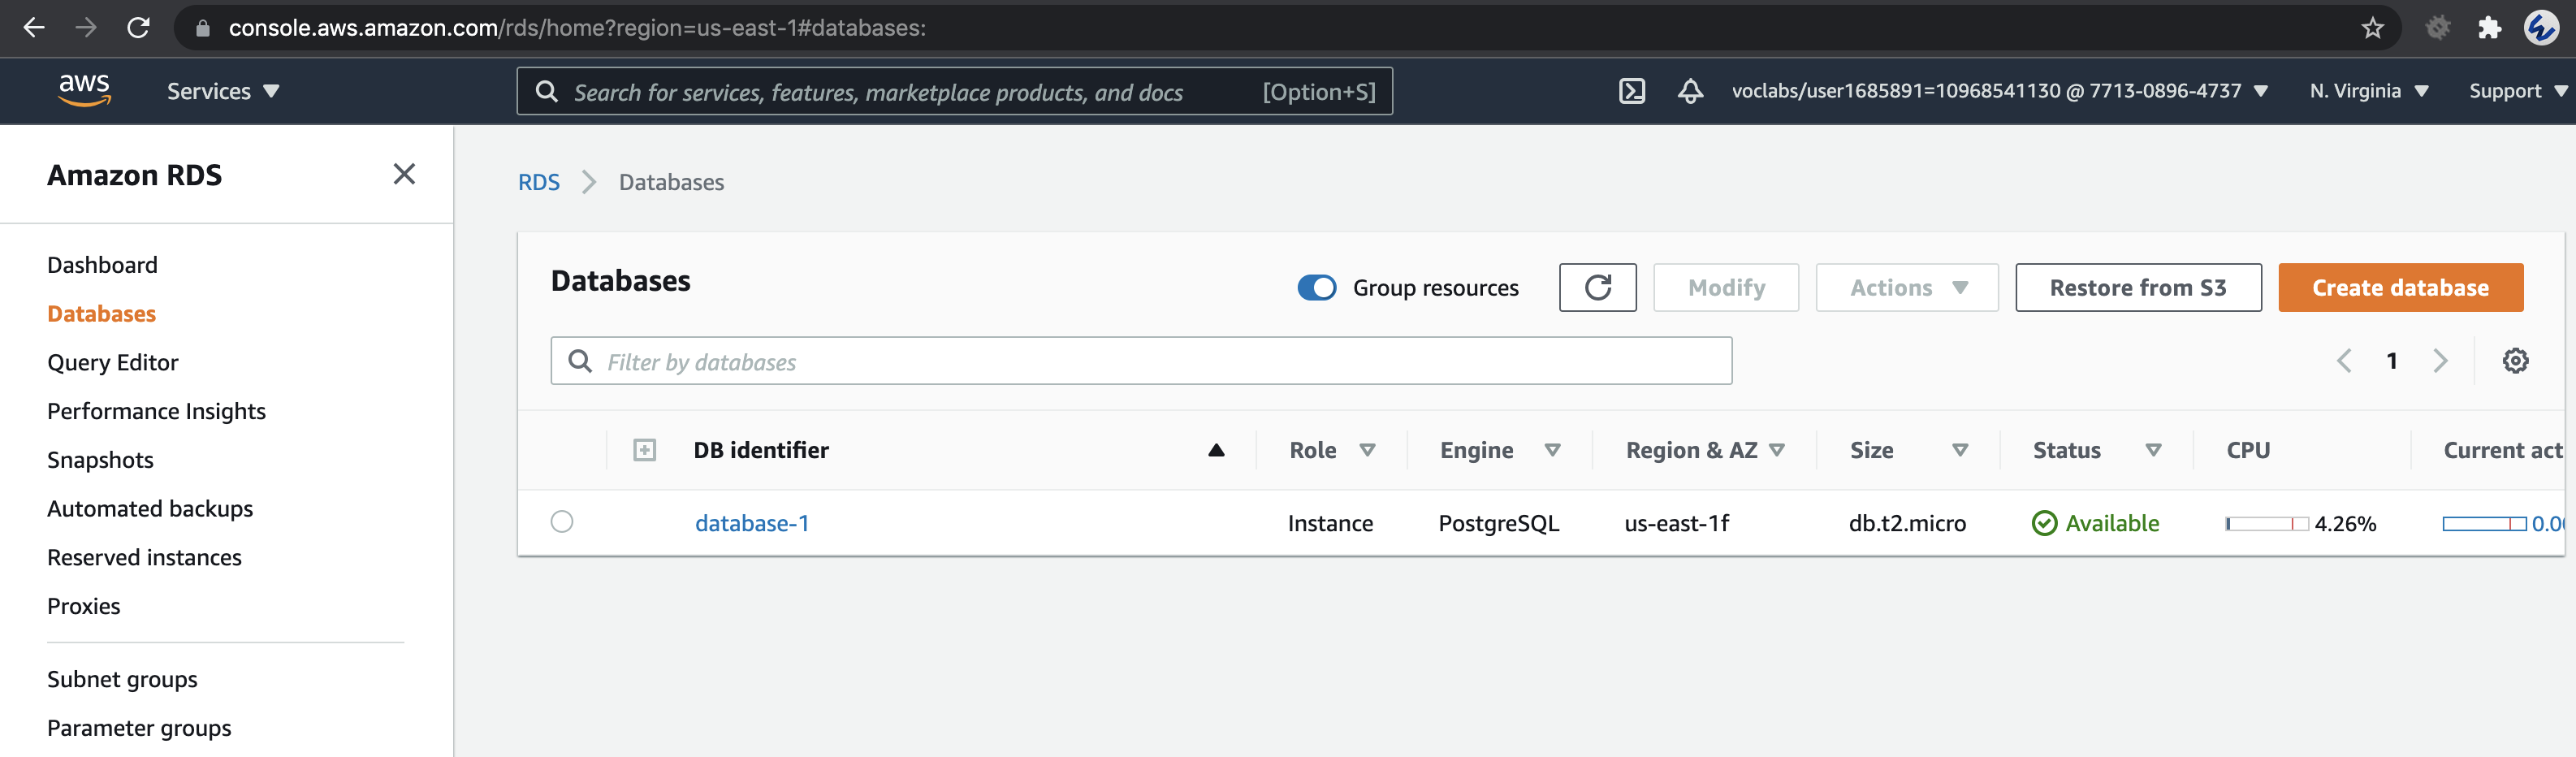 console.aws.amazon.com/rds/home?region=us-east-1#databases:
aws Services Search for services, features, marketplace products, and docs [Option+S] voclabs/user1685891=10968541130 @ 7713-0896-4737 N. Virginia Support
Amazon RDS
Dashboard
Databases
Query Editor
Performance Insights
Snapshots
Automated backups
Reserved instances
Proxies
Subnet groups
Parameter groups
RDS > Databases
Databases Group resources Modify Actions Restore from S3 Create database
Filter by databases 1
DB identifier Role Engine Region & AZ Size Status CPU Current act
database-1 Instance PostgreSQL us-east-1f db.t2.micro Available 4.26% 0.0